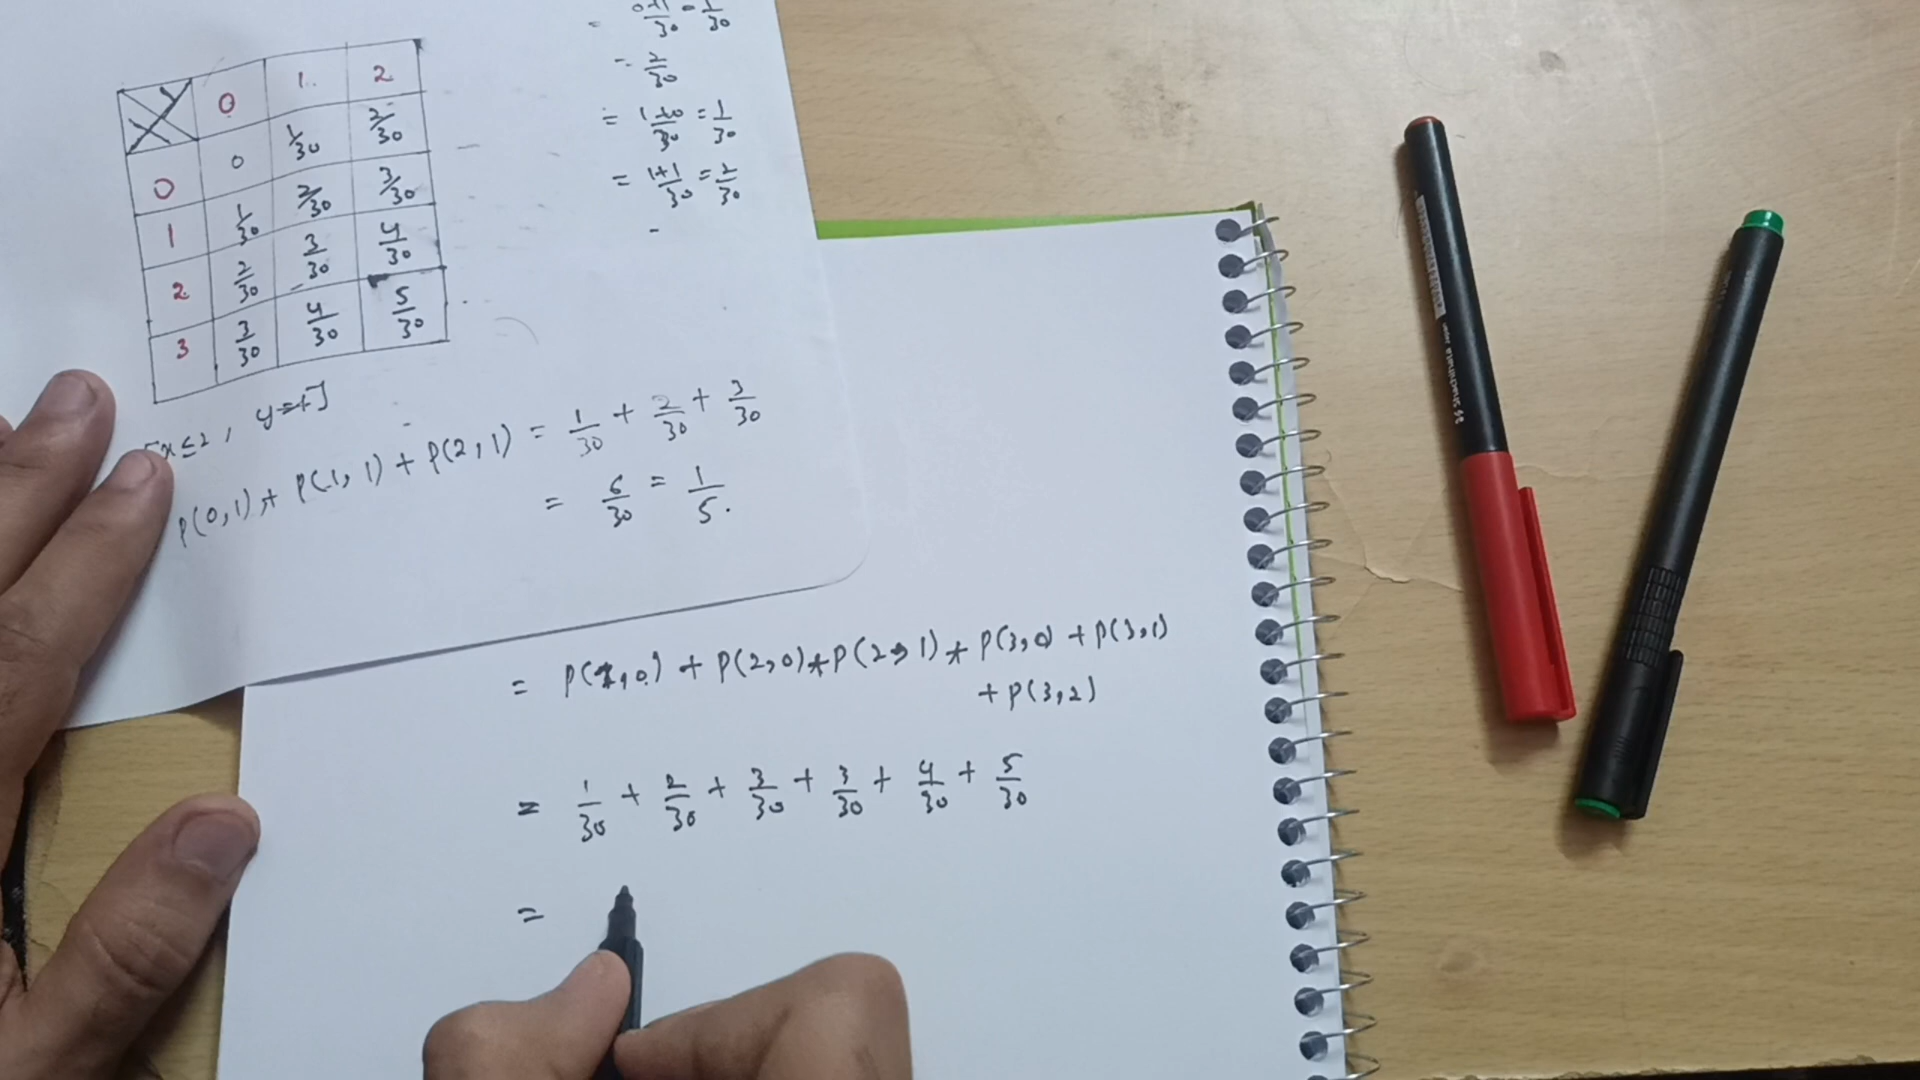 0 1 2
0 0 1/30 2/30
1 1/30 2/30 3/30
2 2/30 3/30 4/30
3 3/30 4/30 5/30
= 2/30
= 1+0/30 = 1/30
= 1+1/30 = 2/30
x≤2, y=1]
P(0,1) + P(1,1) + P(2,1) = 1/30 + 2/30 + 3/30
= 6/30 = 1/5.
= P(1,0) + P(2,0) + P(2,1) + P(3,0) + P(3,1)
+ P(3,2)
= 1/30 + 2/30 + 3/30 + 3/30 + 4/30 + 5/30
=